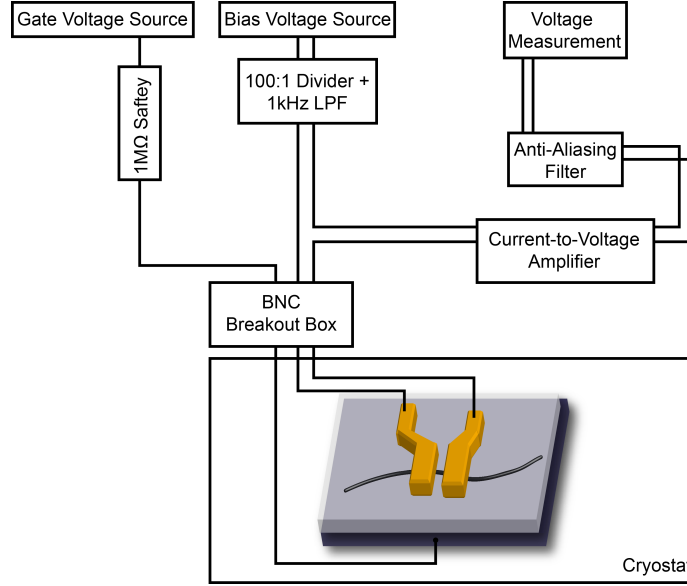 Gate Voltage Source
Bias Voltage Source
Voltage
Measurement
100:1 Divider +
1kHz LPF
1MΩ Saftey
Anti-Aliasing
Filter
Current-to-Voltage
Amplifier
BNC
Breakout Box
Cryosta